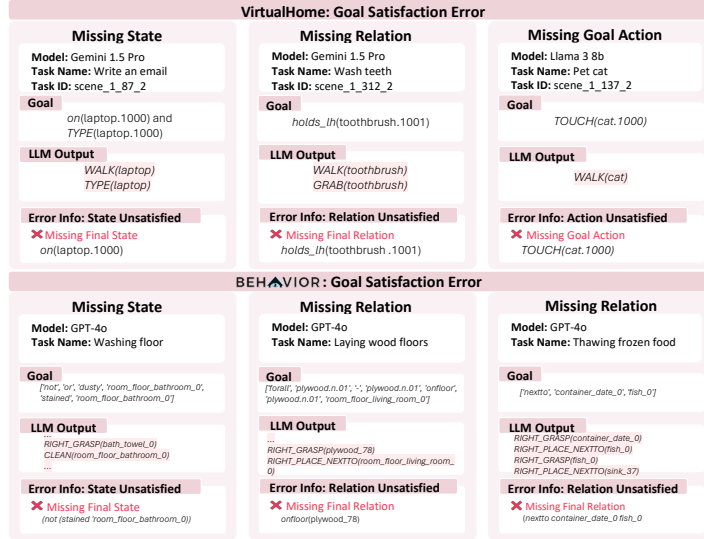 VirtualHome: Goal Satisfaction Error
Missing State
Model: Gemini 1.5 Pro
Task Name: Write an email
Task ID: scene_1_87_2
Goal
on(laptop.1000) and
TYPE(laptop.1000)
LLM Output
WALK(laptop)
TYPE(laptop)
Error Info: State Unsatisfied
Missing Final State
on(laptop.1000)
Missing Relation
Model: Gemini 1.5 Pro
Task Name: Wash teeth
Task ID: scene_1_312_2
Goal
holds_lh(toothbrush.1001)
LLM Output
WALK(toothbrush)
GRAB(toothbrush)
Error Info: Relation Unsatisfied
Missing Final Relation
holds_lh(toothbrush .1001)
Missing Goal Action
Model: Llama 3 8b
Task Name: Pet cat
Task ID: scene_1_137_2
Goal
TOUCH(cat.1000)
LLM Output
WALK(cat)
Error Info: Action Unsatisfied
Missing Goal Action
TOUCH(cat.1000)
BEHAVIOR: Goal Satisfaction Error
Missing State
Model: GPT-4o
Task Name: Washing floor
Goal
['not', 'or', 'dusty', 'room_floor_bathroom_0',
'stained', 'room_floor_bathroom_0']
LLM Output
...
RIGHT_GRASP(bath_towel_0)
CLEAN(room_floor_bathroom_0)
...
Error Info: State Unsatisfied
Missing Final State
(not (stained 'room_floor_bathroom_0))
Missing Relation
Model: GPT-4o
Task Name: Laying wood floors
Goal
['forall', 'plywood.n.01', '-', 'plywood.n.01', 'onfloor',
'plywood.n.01', 'room_floor_living_room_0']
LLM Output
...
RIGHT_GRASP(plywood_78)
RIGHT_PLACE_NEXTTO(room_floor_living_room_
0)
Error Info: Relation Unsatisfied
Missing Final Relation
onfloor(plywood_78)
Missing Relation
Model: GPT-4o
Task Name: Thawing frozen food
Goal
['nextto', 'container_date_0', 'fish_0']
LLM Output
RIGHT_GRASP(container_date_0)
RIGHT_PLACE_NEXTTO(fish_0)
RIGHT_GRASP(fish_0)
RIGHT_PLACE_NEXTTO(sink_37)
Error Info: Relation Unsatisfied
Missing Final Relation
(nextto container_date_0 fish_0